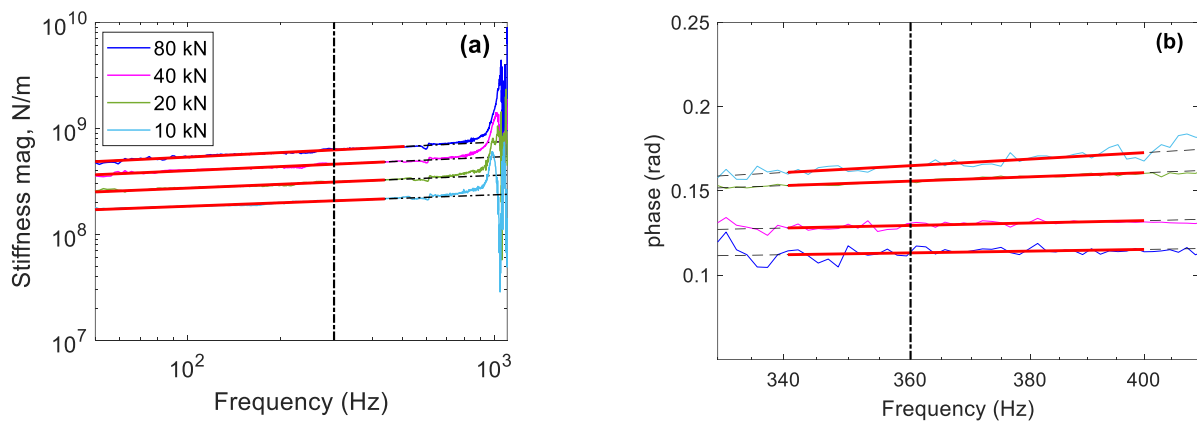 (a)
80 kN
40 kN
20 kN
10 kN
10^10
10^9
10^8
10^7
Stiffness mag, N/m
10^2
10^3
Frequency (Hz)
(b)
0.25
0.2
0.15
0.1
phase (rad)
340
360
380
400
Frequency (Hz)